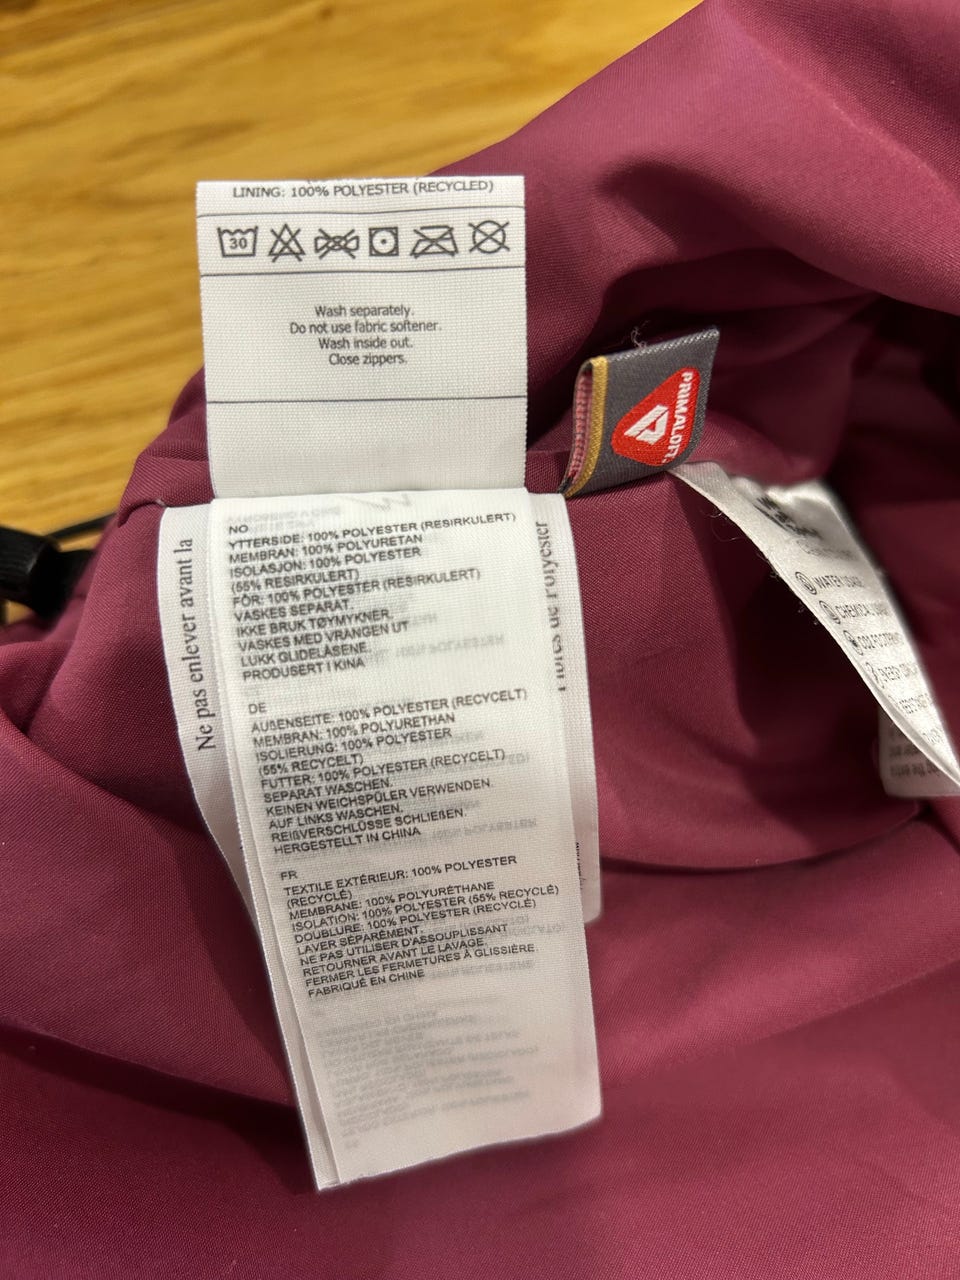 LINING: 100% POLYESTER (RECYCLED)
30
Wash separately.
Do not use fabric softener.
Wash inside out.
Close zippers.
PRIMALOFT
Ne pas enlever avant la
NO
YTTERSIDE: 100% POLYESTER (RESIRKULERT)
MEMBRAN: 100% POLYURETAN
ISOLASJON: 100% POLYESTER
(55% RESIRKULERT)
FÔR: 100% POLYESTER (RESIRKULERT)
VASKES SEPARAT.
IKKE BRUK TØYMYKNER.
VASKES MED VRANGEN UT
LUKK GLIDELÅSENE.
PRODUSERT I KINA
DE
AUßENSEITE: 100% POLYESTER (RECYCELT)
MEMBRAN: 100% POLYURETHAN
ISOLIERUNG: 100% POLYESTER
(55% RECYCELT)
FUTTER: 100% POLYESTER (RECYCELT)
SEPARAT WASCHEN.
KEINEN WEICHSPÜLER VERWENDEN.
AUF LINKS WASCHEN.
REIßVERSCHLÜSSE SCHLIEßEN.
HERGESTELLT IN CHINA
FR
TEXTILE EXTÉRIEUR: 100% POLYESTER
(RECYCLÉ)
MEMBRANE: 100% POLYURÉTHANE
ISOLATION: 100% POLYESTER (55% RECYCLÉ)
DOUBLURE: 100% POLYESTER (RECYCLÉ)
LAVER SÉPARÉMENT.
NE PAS UTILISER D'ASSOUPLISSANT
RETOURNER AVANT LE LAVAGE.
FERMER LES FERMETURES À GLISSIÈRE.
FABRIQUÉ EN CHINE
Fibres de Polyester
WATER USAGE